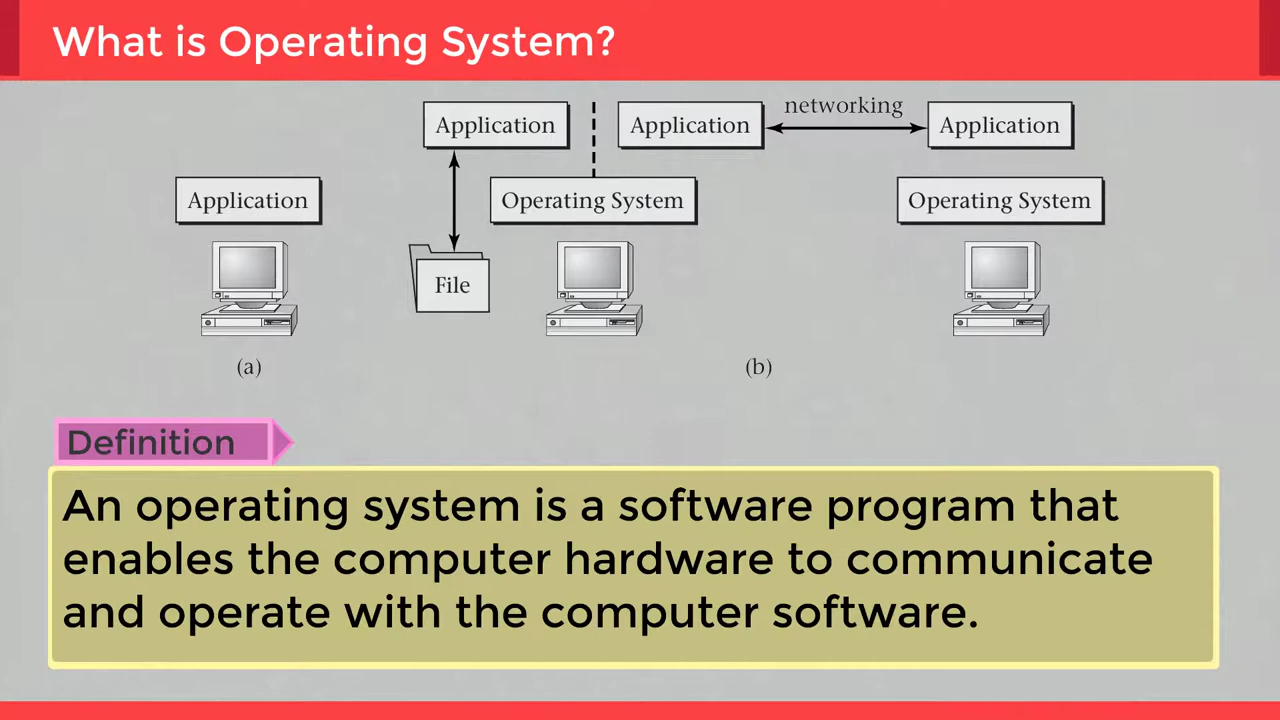 What is Operating System?
networking
Application
Application
Application
Application
Operating System
Operating System
File
(a)
(b)
Definition
An operating system is a software program that
enables the computer hardware to communicate
and operate with the computer software.